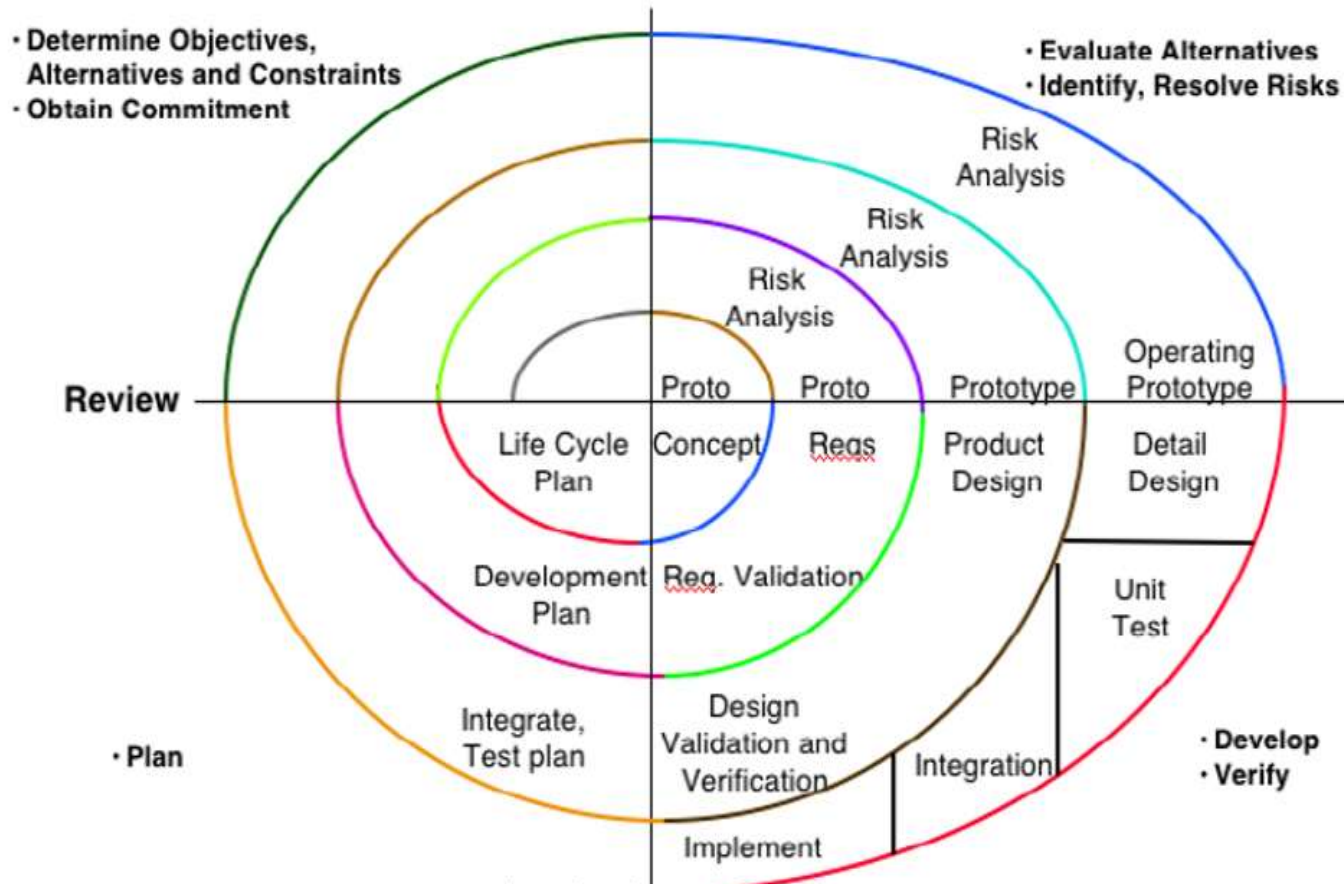 · Determine Objectives,
Alternatives and Constraints
· Obtain Commitment
· Evaluate Alternatives
· Identify, Resolve Risks
Risk
Analysis
Risk
Analysis
Risk
Analysis
Operating
Prototype
Prototype
Proto
Proto
Review
Life Cycle
Plan
Concept
Reqs
Product
Design
Detail
Design
Development
Plan
Req. Validation
Unit
Test
Integrate,
Test plan
Design
Validation and
Verification
Integration
Implement
· Plan
· Develop
· Verify